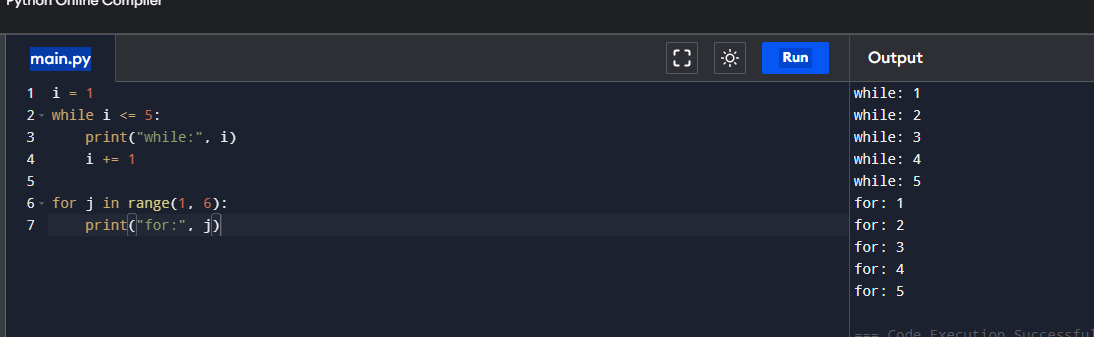 Python Online Compiler
main.py
Run
Output
1 i = 1
2 while i <= 5:
3     print("while:", i)
4     i += 1
5
6 for j in range(1, 6):
7     print("for:", j)
while: 1
while: 2
while: 3
while: 4
while: 5
for: 1
for: 2
for: 3
for: 4
for: 5
=== Code Execution Successful